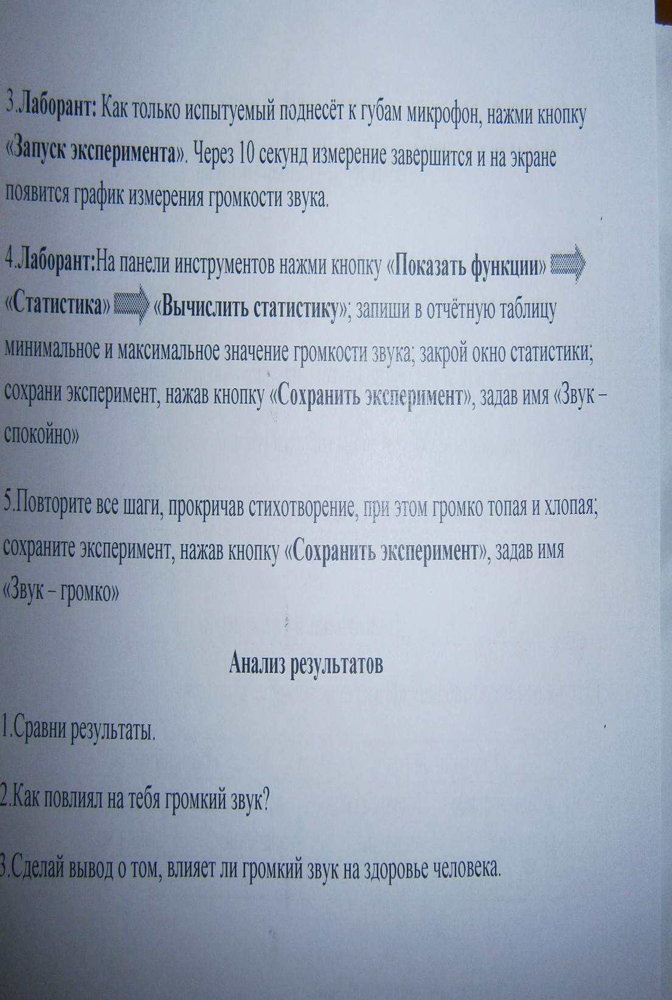 3.Лаборант: Как только испытуемый поднесёт к губам микрофон, нажми кнопку
«Запуск эксперимента». Через 10 секунд измерение завершится и на экране
появится график измерения громкости звука.
4.Лаборант:На панели инструментов нажми кнопку «Показать функции»
«Статистика» «Вычислить статистику»; запиши в отчётную таблицу
минимальное и максимальное значение громкости звука; закрой окно статистики;
сохрани эксперимент, нажав кнопку «Сохранить эксперимент», задав имя «Звук –
спокойно»
5.Повторите все шаги, прокричав стихотворение, при этом громко топая и хлопая;
сохраните эксперимент, нажав кнопку «Сохранить эксперимент», задав имя
«Звук – громко»
Анализ результатов
1.Сравни результаты.
2.Как повлиял на тебя громкий звук?
3.Сделай вывод о том, влияет ли громкий звук на здоровье человека.